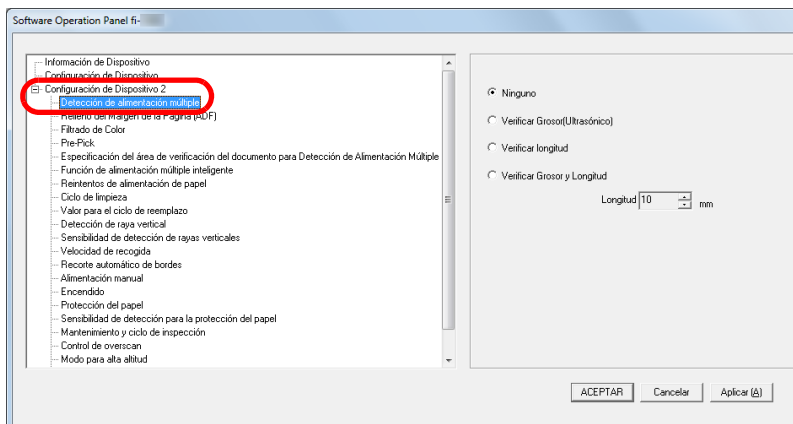 Software Operation Panel fi-
Información de Dispositivo
Configuración de Dispositivo
Configuración de Dispositivo 2
Detección de alimentación múltiple
Relleno del Margen de la Página (ADF)
Filtrado de Color
Pre-Pick
Especificación del área de verificación del documento para Detección de Alimentación Múltiple
Función de alimentación múltiple inteligente
Reintentos de alimentación de papel
Ciclo de limpieza
Valor para el ciclo de reemplazo
Detección de raya vertical
Sensibilidad de detección de rayas verticales
Velocidad de recogida
Recorte automático de bordes
Alimentación manual
Encendido
Protección del papel
Sensibilidad de detección para la protección del papel
Mantenimiento y ciclo de inspección
Control de overscan
Modo para alta altitud
Ninguno
Verificar Grosor(Ultrasónico)
Verificar longitud
Verificar Grosor y Longitud
Longitud 10 mm
ACEPTAR Cancelar Aplicar (A)